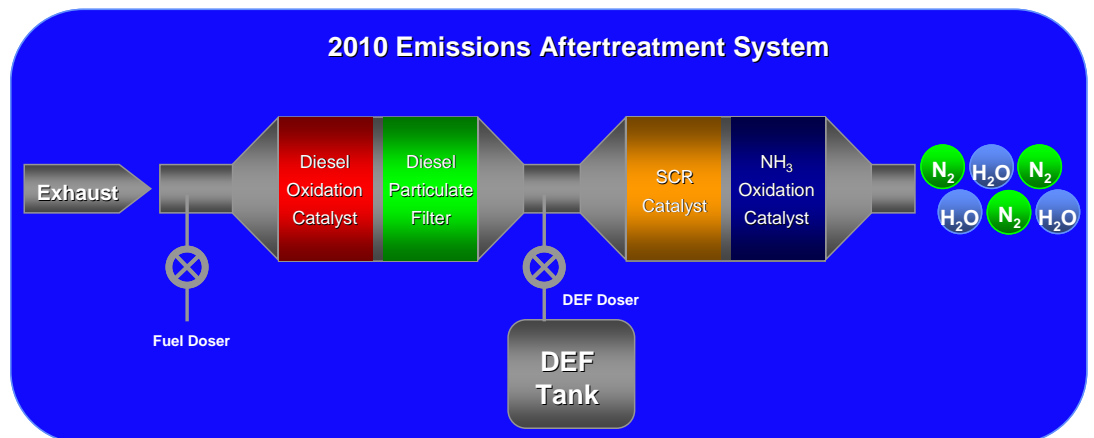 2010 Emissions Aftertreatment System
Exhaust
Diesel
Oxidation
Catalyst
Diesel
Particulate
Filter
SCR
Catalyst
NH₃
Oxidation
Catalyst
N₂ H₂O N₂
H₂O N₂ H₂O
Fuel Doser
DEF Doser
DEF
Tank